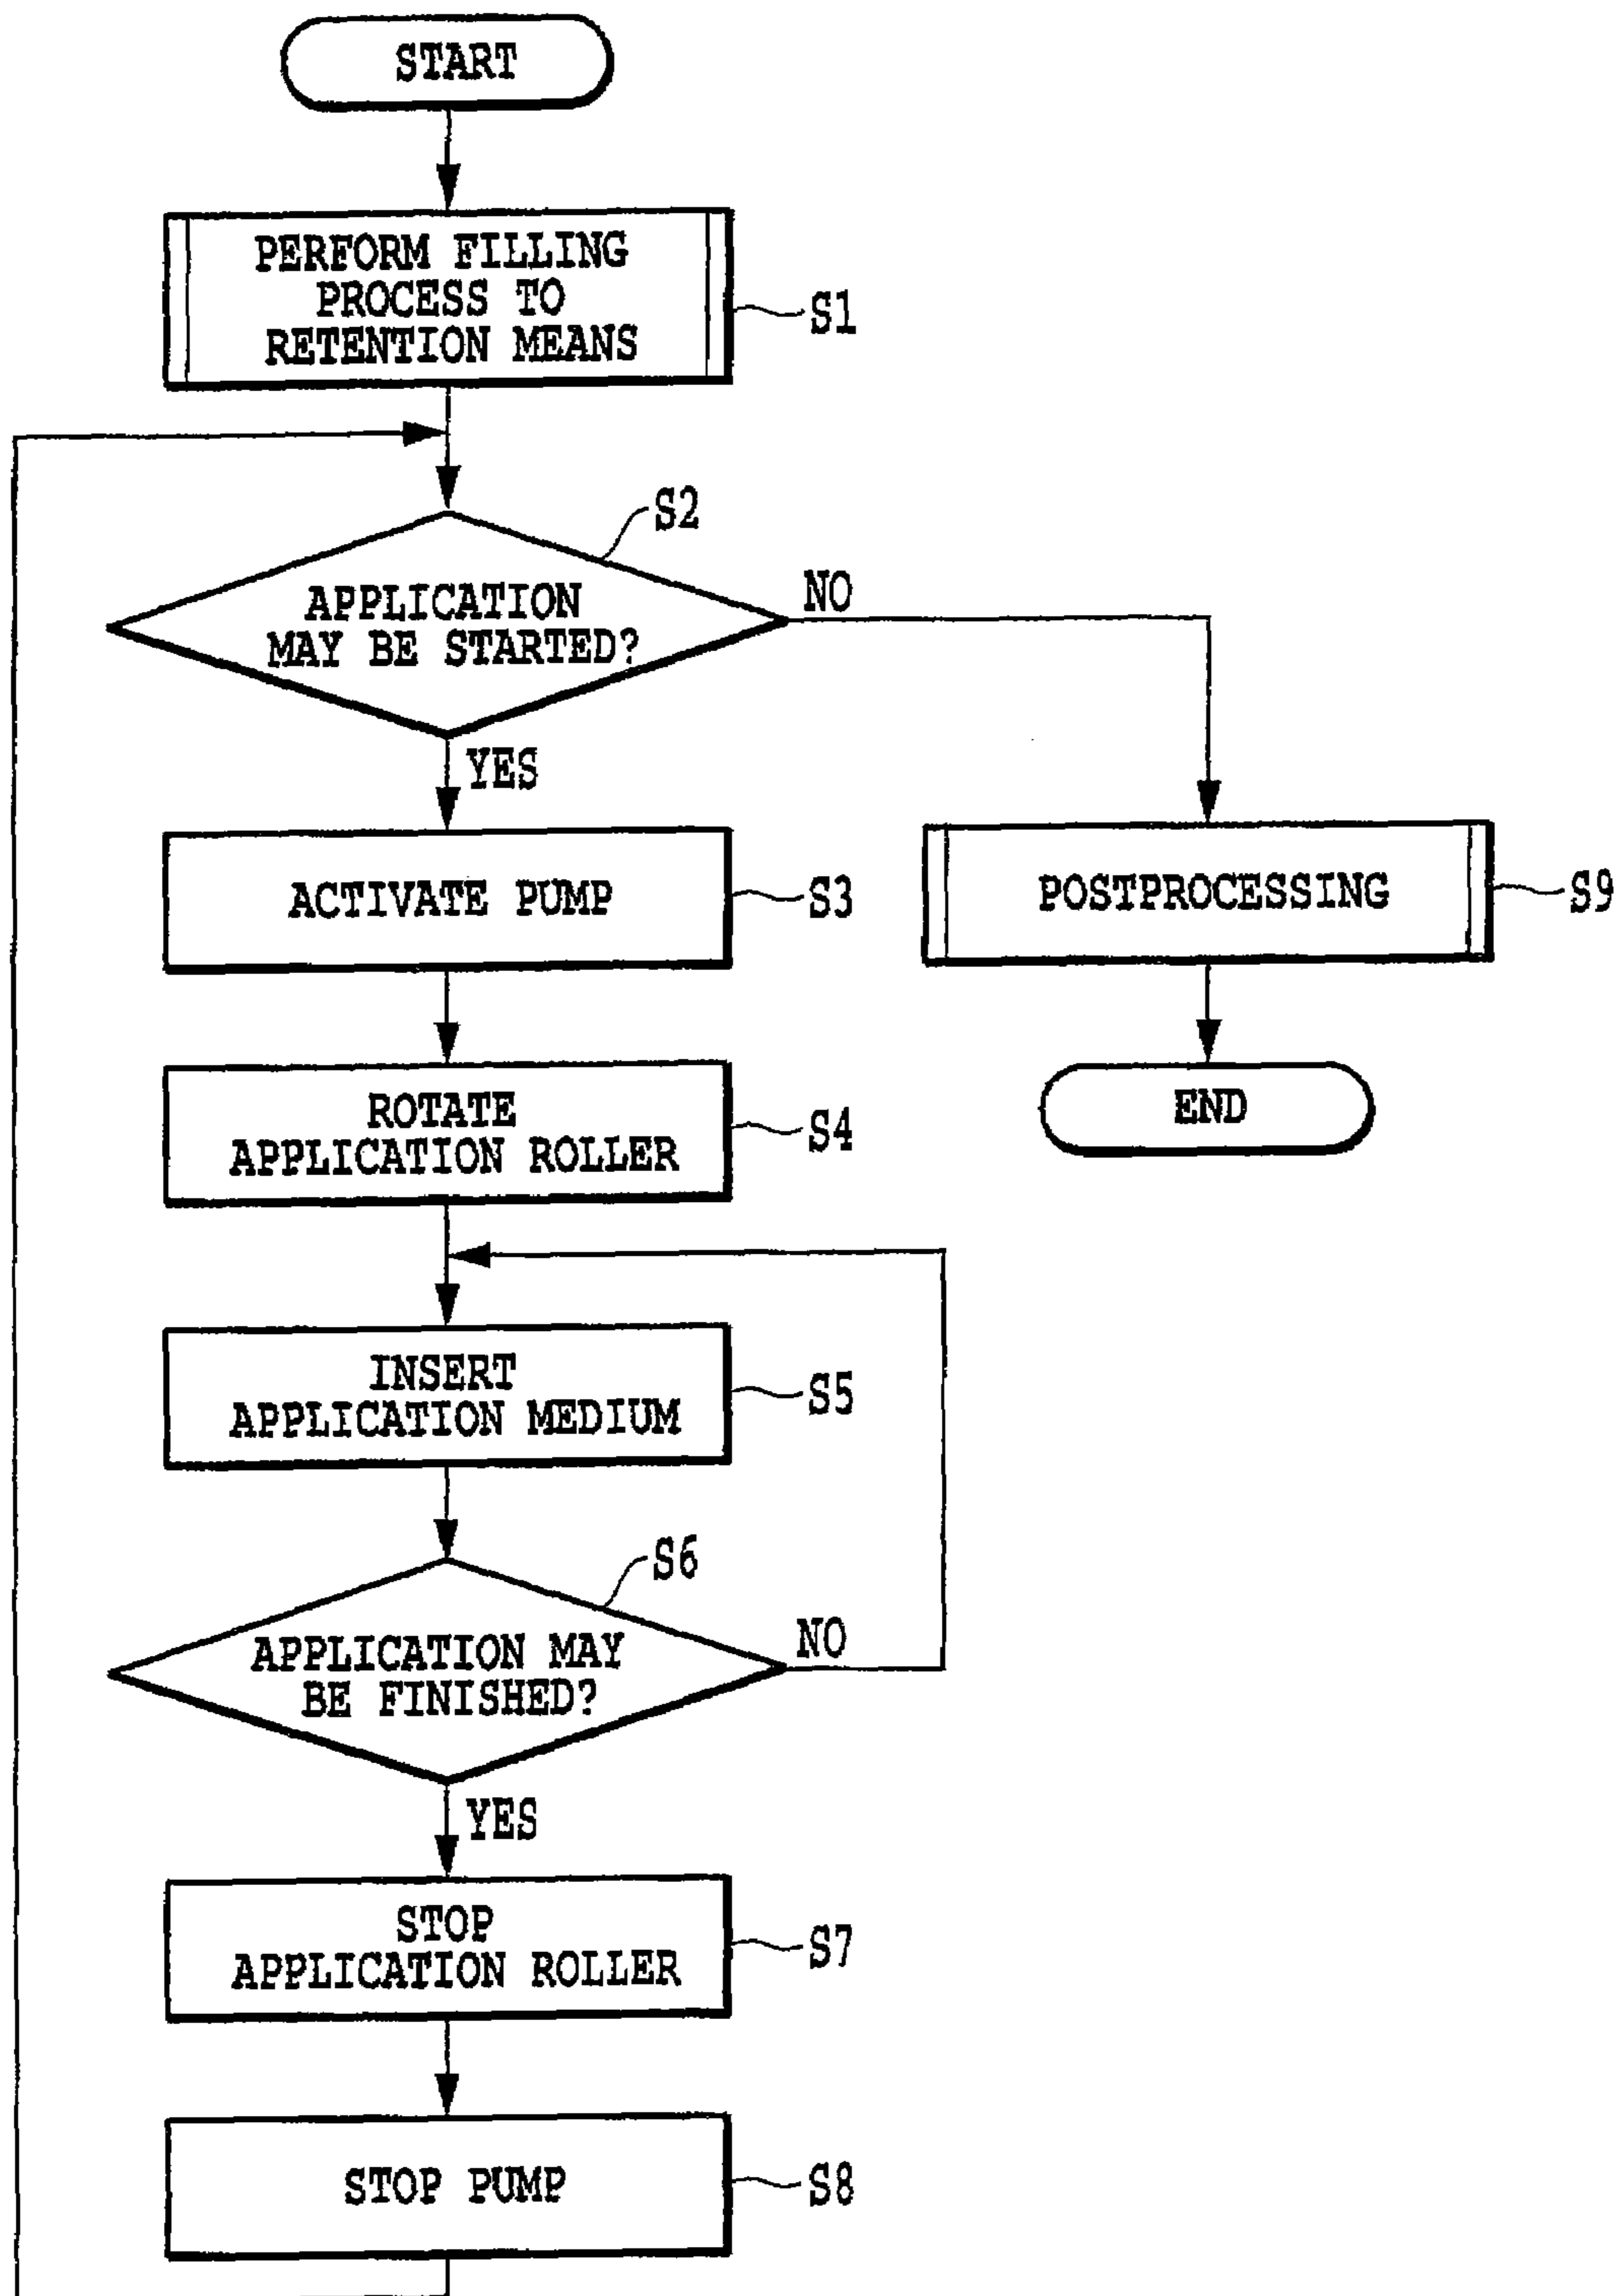 START
PERFORM FILLING
PROCESS TO
RETENTION MEANS
S1
S2
APPLICATION
MAY BE STARTED?
NO
YES
ACTIVATE PUMP
S3
POSTPROCESSING
S9
ROTATE
APPLICATION ROLLER
S4
END
INSERT
APPLICATION MEDIUM
S5
S6
APPLICATION MAY
BE FINISHED?
NO
YES
STOP
APPLICATION ROLLER
S7
STOP PUMP
S8